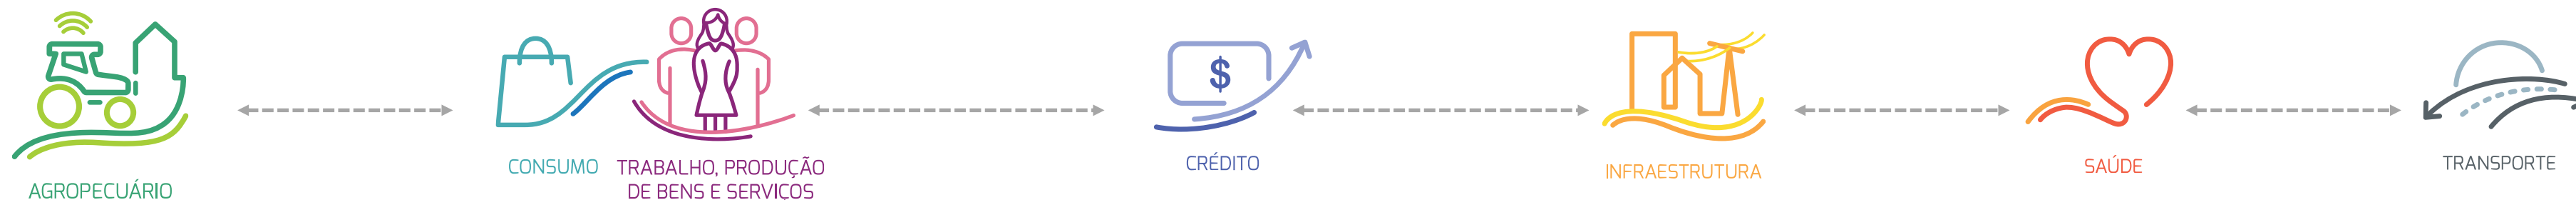 AGROPECUÁRIO
CONSUMO
TRABALHO, PRODUÇÃO
DE BENS E SERVIÇOS
$
CRÉDITO
INFRAESTRUTURA
SAÚDE
TRANSPORTE